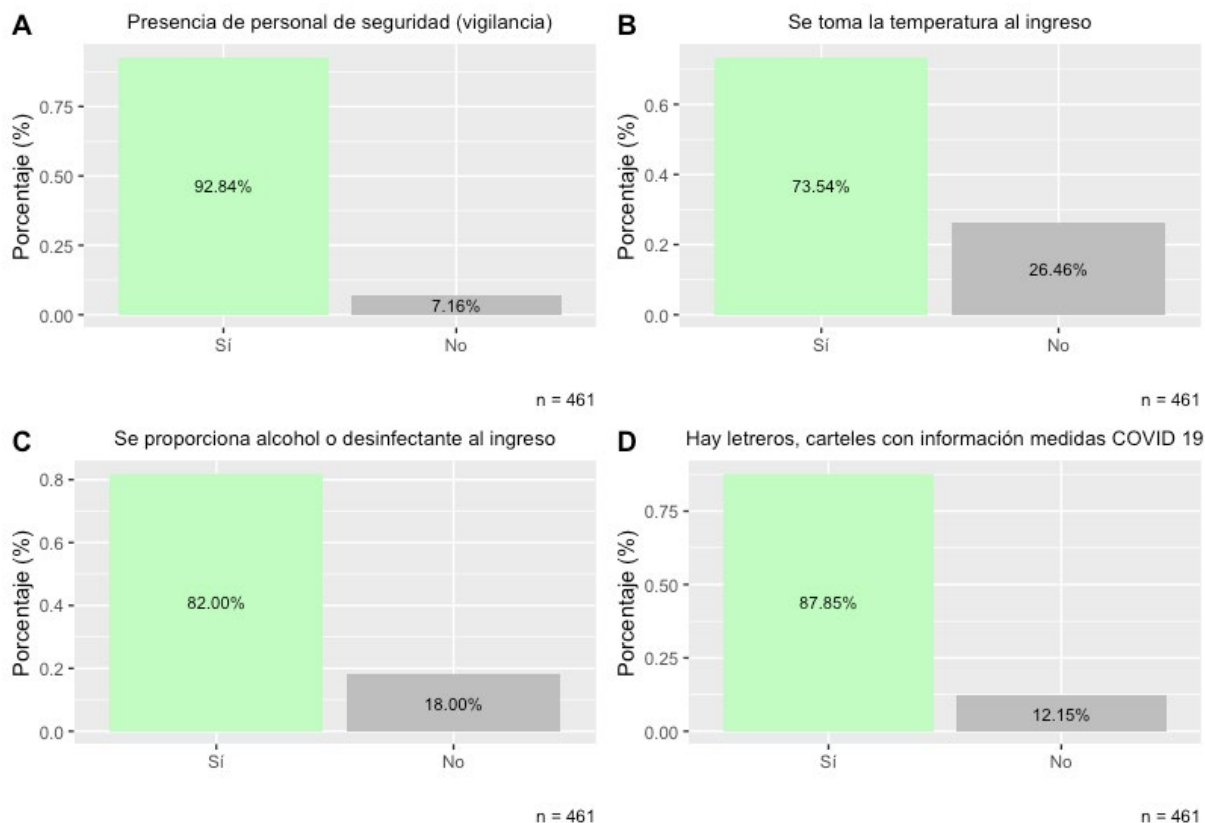 A Presencia de personal de seguridad (vigilancia)
Porcentaje (%)
0.75
0.50
0.25
0.00
92.84%
7.16%
Sí No
n = 461
B Se toma la temperatura al ingreso
Porcentaje (%)
0.6
0.4
0.2
0.0
73.54%
26.46%
Sí No
n = 461
C Se proporciona alcohol o desinfectante al ingreso
Porcentaje (%)
0.8
0.6
0.4
0.2
0.0
82.00%
18.00%
Sí No
n = 461
D Hay letreros, carteles con información medidas COVID 19
Porcentaje (%)
0.75
0.50
0.25
0.00
87.85%
12.15%
Sí No
n = 461